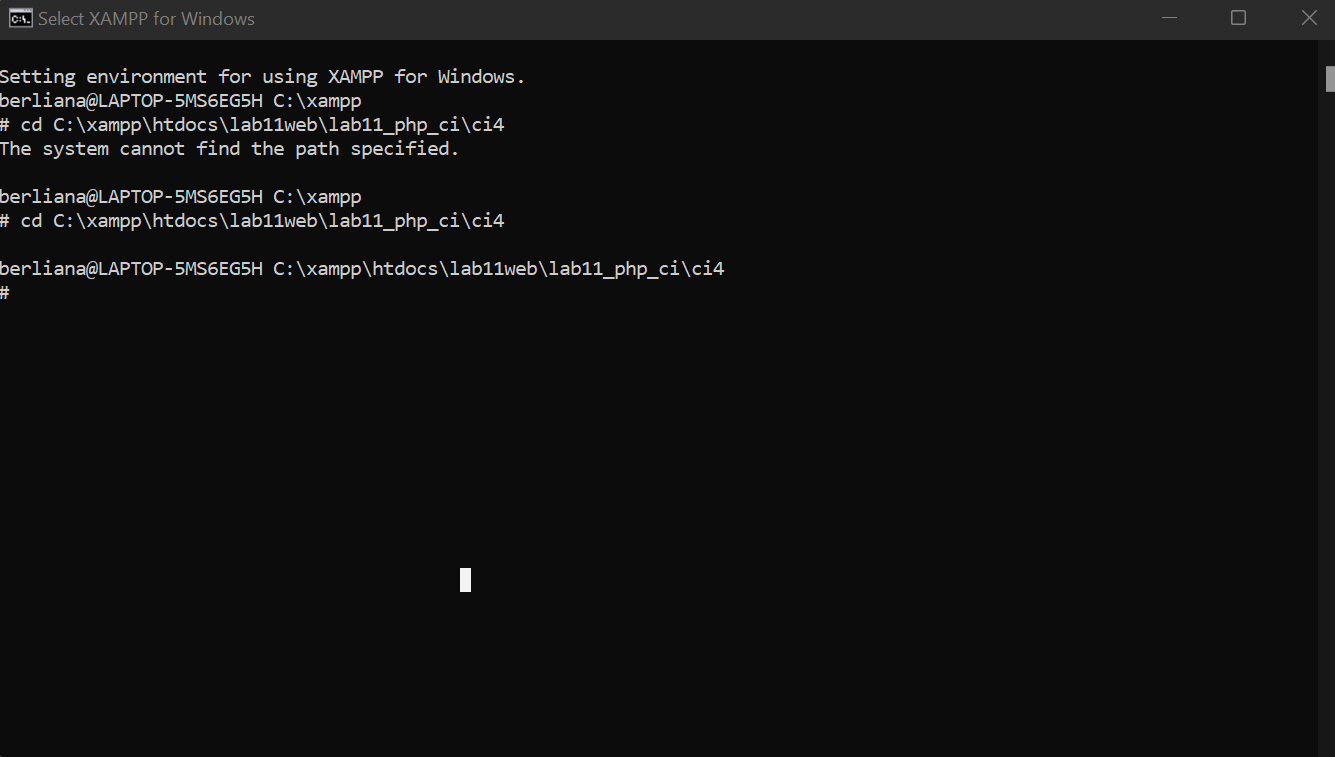 Select XAMPP for Windows
Setting environment for using XAMPP for Windows.
berliana@LAPTOP-5MS6EG5H C:\xampp
# cd C:\xampp\htdocs\lab11web\lab11_php_ci\ci4
The system cannot find the path specified.
berliana@LAPTOP-5MS6EG5H C:\xampp
# cd C:\xampp\htdocs\lab11web\lab11_php_ci\ci4
berliana@LAPTOP-5MS6EG5H C:\xampp\htdocs\lab11web\lab11_php_ci\ci4
#